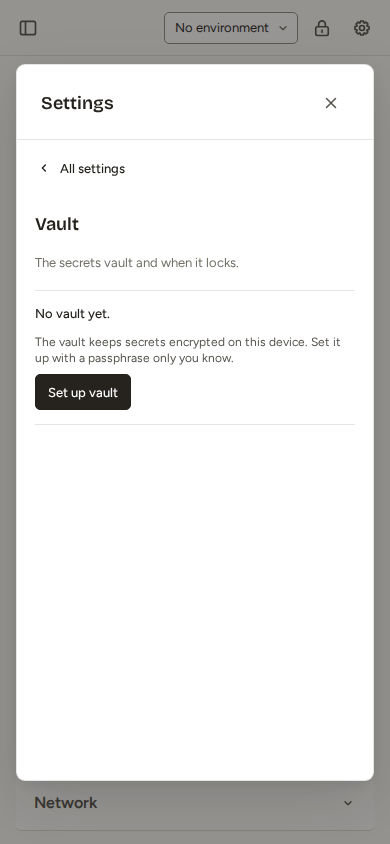 No environment
Settings
All settings
Vault
The secrets vault and when it locks.
No vault yet.
The vault keeps secrets encrypted on this device. Set it
up with a passphrase only you know.
Set up vault
Network